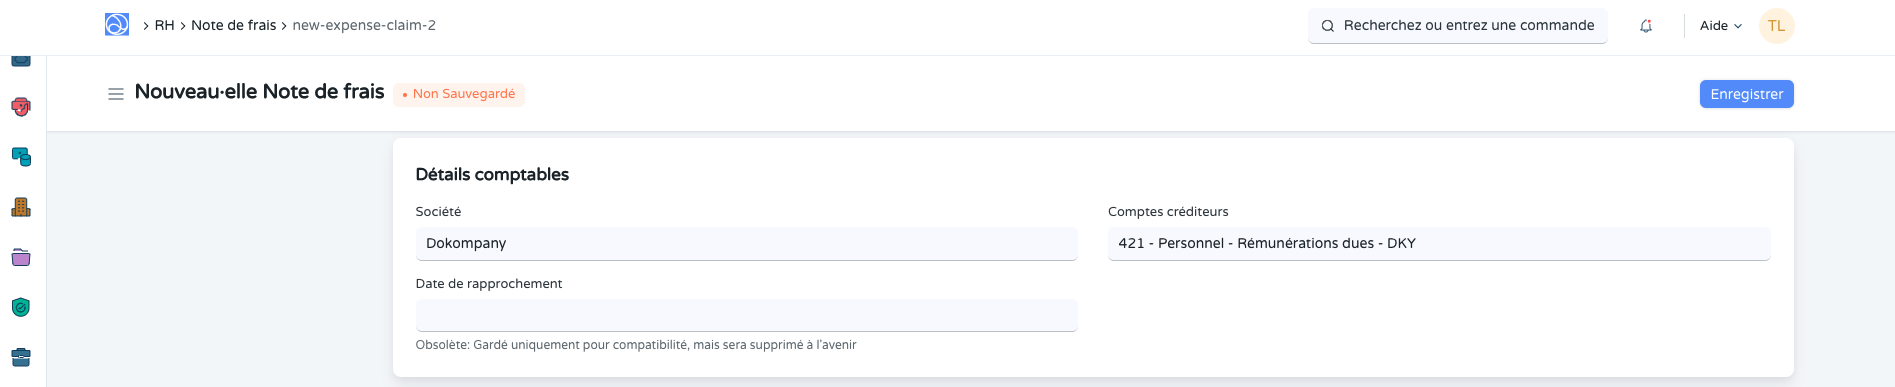 RH Note de frais new-expense-claim-2
Recherchez ou entrez une commande
Aide
TL
Nouveau·elle Note de frais
Non Sauvegardé
Enregistrer
Détails comptables
Société
Comptes créditeurs
Dokompany
421 - Personnel - Rémunérations dues - DKY
Date de rapprochement
Obsolète: Gardé uniquement pour compatibilité, mais sera supprimé à l'avenir